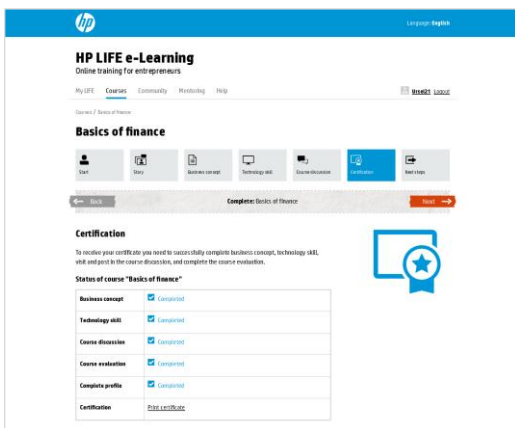 hp
Language: English
HP LIFE e-Learning
Online training for entrepreneurs
My LIFE Courses Community Mentoring Help
Logout
Courses / Basics of finance
Basics of finance
Start Story Business concept Technology skill Course discussion Certification Next steps
Back Complete: Basics of finance Next
Certification
To receive your certificate you need to successfully complete business concept, technology skill,
visit and post in the course discussion, and complete the course evaluation.
Status of course "Basics of finance"
Business concept Completed
Technology skill Completed
Course discussion Completed
Course evaluation Completed
Complete profile Completed
Certification Print certificate